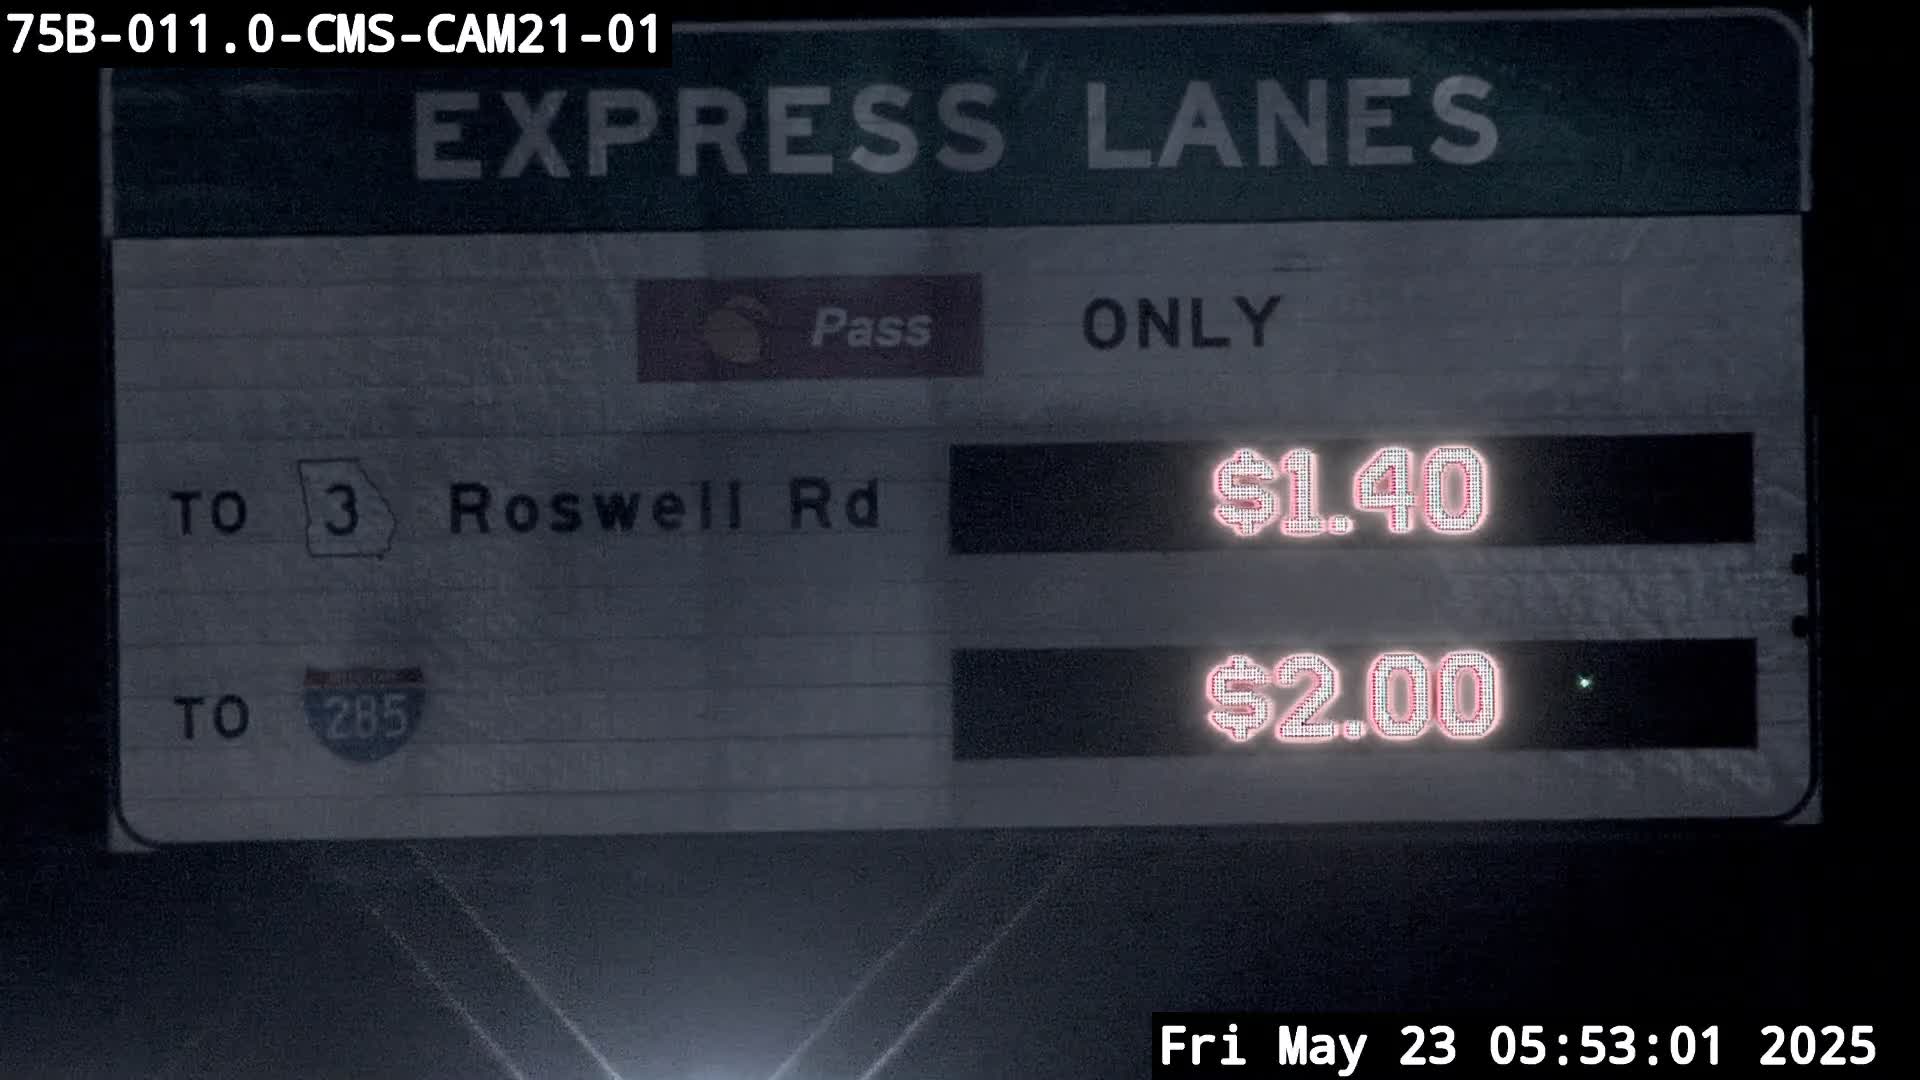 75B-011.0-CMS-CAM21-01
EXPRESS LANES
Pass ONLY
TO 3 Roswell Rd $1.40
TO 285 $2.00
Fri May 23 05:53:01 2025